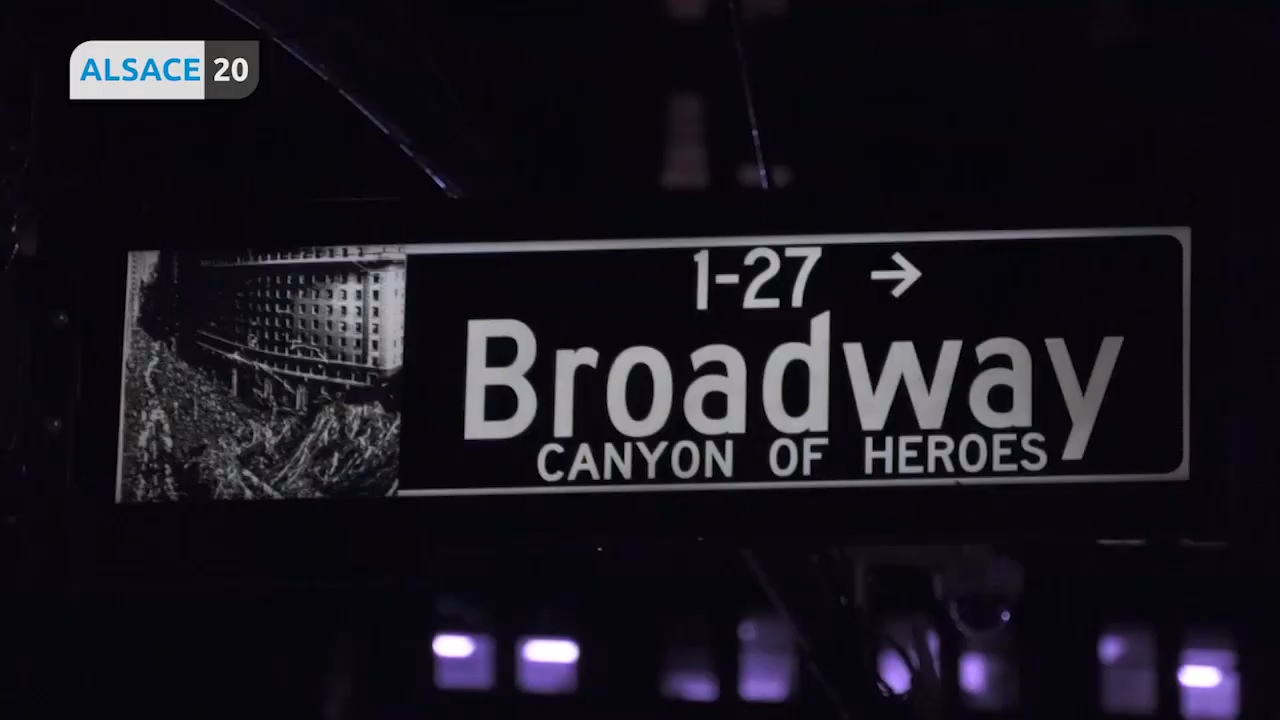 ALSACE 20
1-27 →
Broadway
CANYON OF HEROES